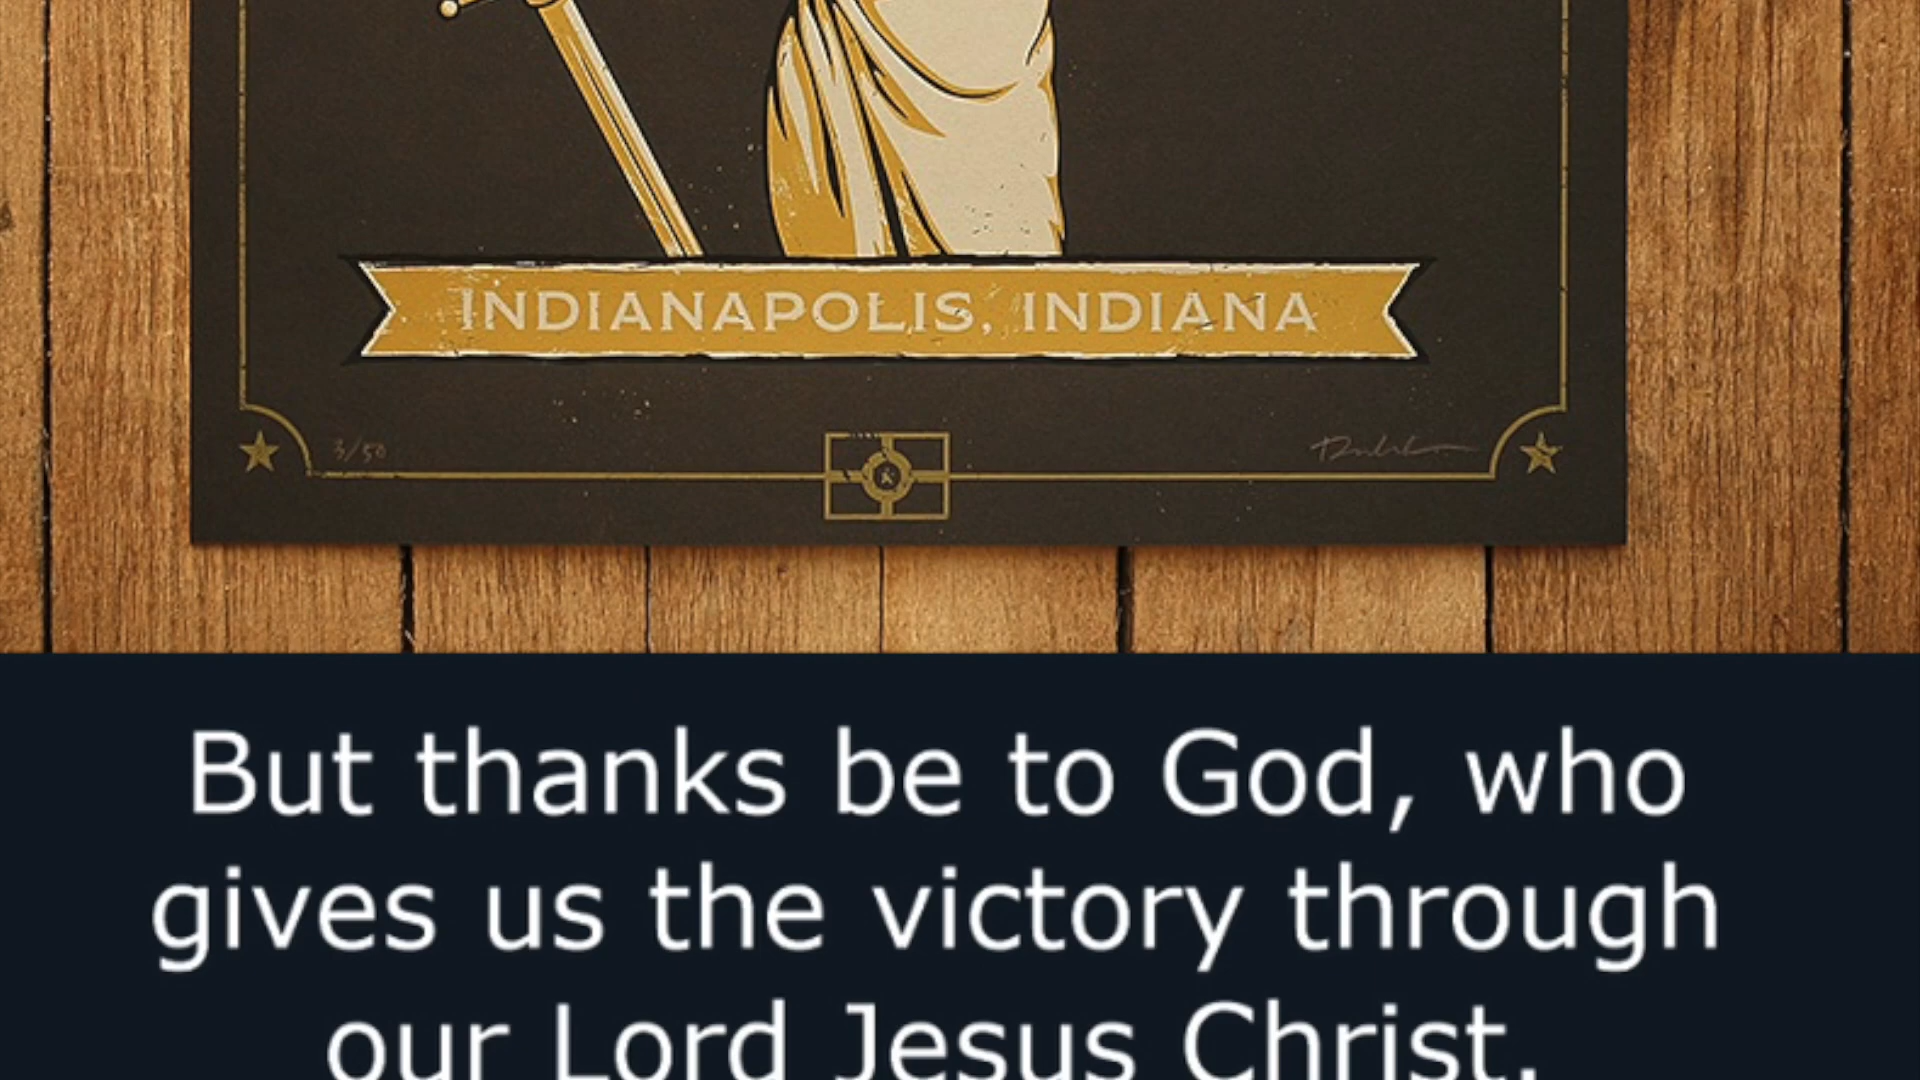 INDIANAPOLIS, INDIANA
3/50
But thanks be to God, who
gives us the victory through
our Lord Jesus Christ.